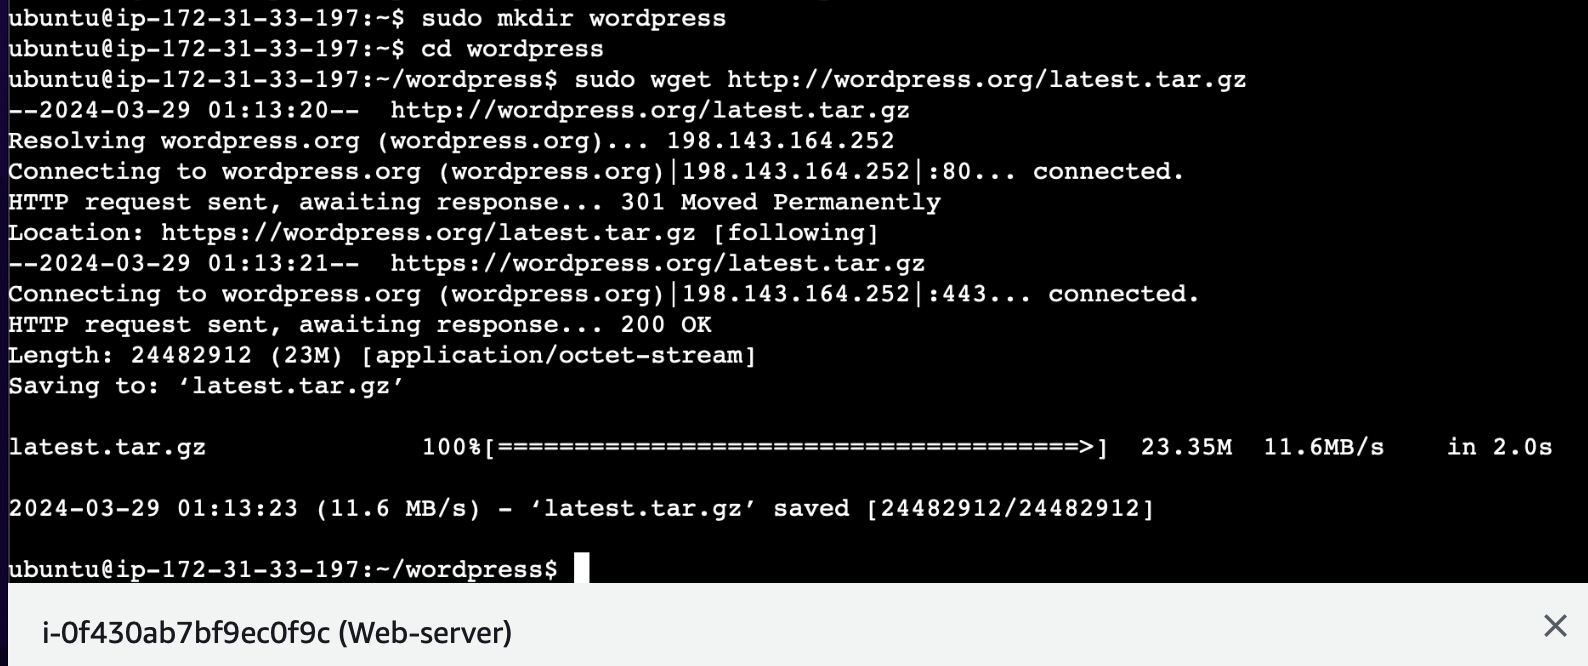 ubuntu@ip-172-31-33-197:~$ sudo mkdir wordpress
ubuntu@ip-172-31-33-197:~$ cd wordpress
ubuntu@ip-172-31-33-197:~/wordpress$ sudo wget http://wordpress.org/latest.tar.gz
--2024-03-29 01:13:20--  http://wordpress.org/latest.tar.gz
Resolving wordpress.org (wordpress.org)... 198.143.164.252
Connecting to wordpress.org (wordpress.org)|198.143.164.252|:80... connected.
HTTP request sent, awaiting response... 301 Moved Permanently
Location: https://wordpress.org/latest.tar.gz [following]
--2024-03-29 01:13:21--  https://wordpress.org/latest.tar.gz
Connecting to wordpress.org (wordpress.org)|198.143.164.252|:443... connected.
HTTP request sent, awaiting response... 200 OK
Length: 24482912 (23M) [application/octet-stream]
Saving to: ‘latest.tar.gz’
latest.tar.gz              100%[======================================>]  23.35M  11.6MB/s    in 2.0s
2024-03-29 01:13:23 (11.6 MB/s) - ‘latest.tar.gz’ saved [24482912/24482912]
ubuntu@ip-172-31-33-197:~/wordpress$
i-0f430ab7bf9ec0f9c (Web-server)